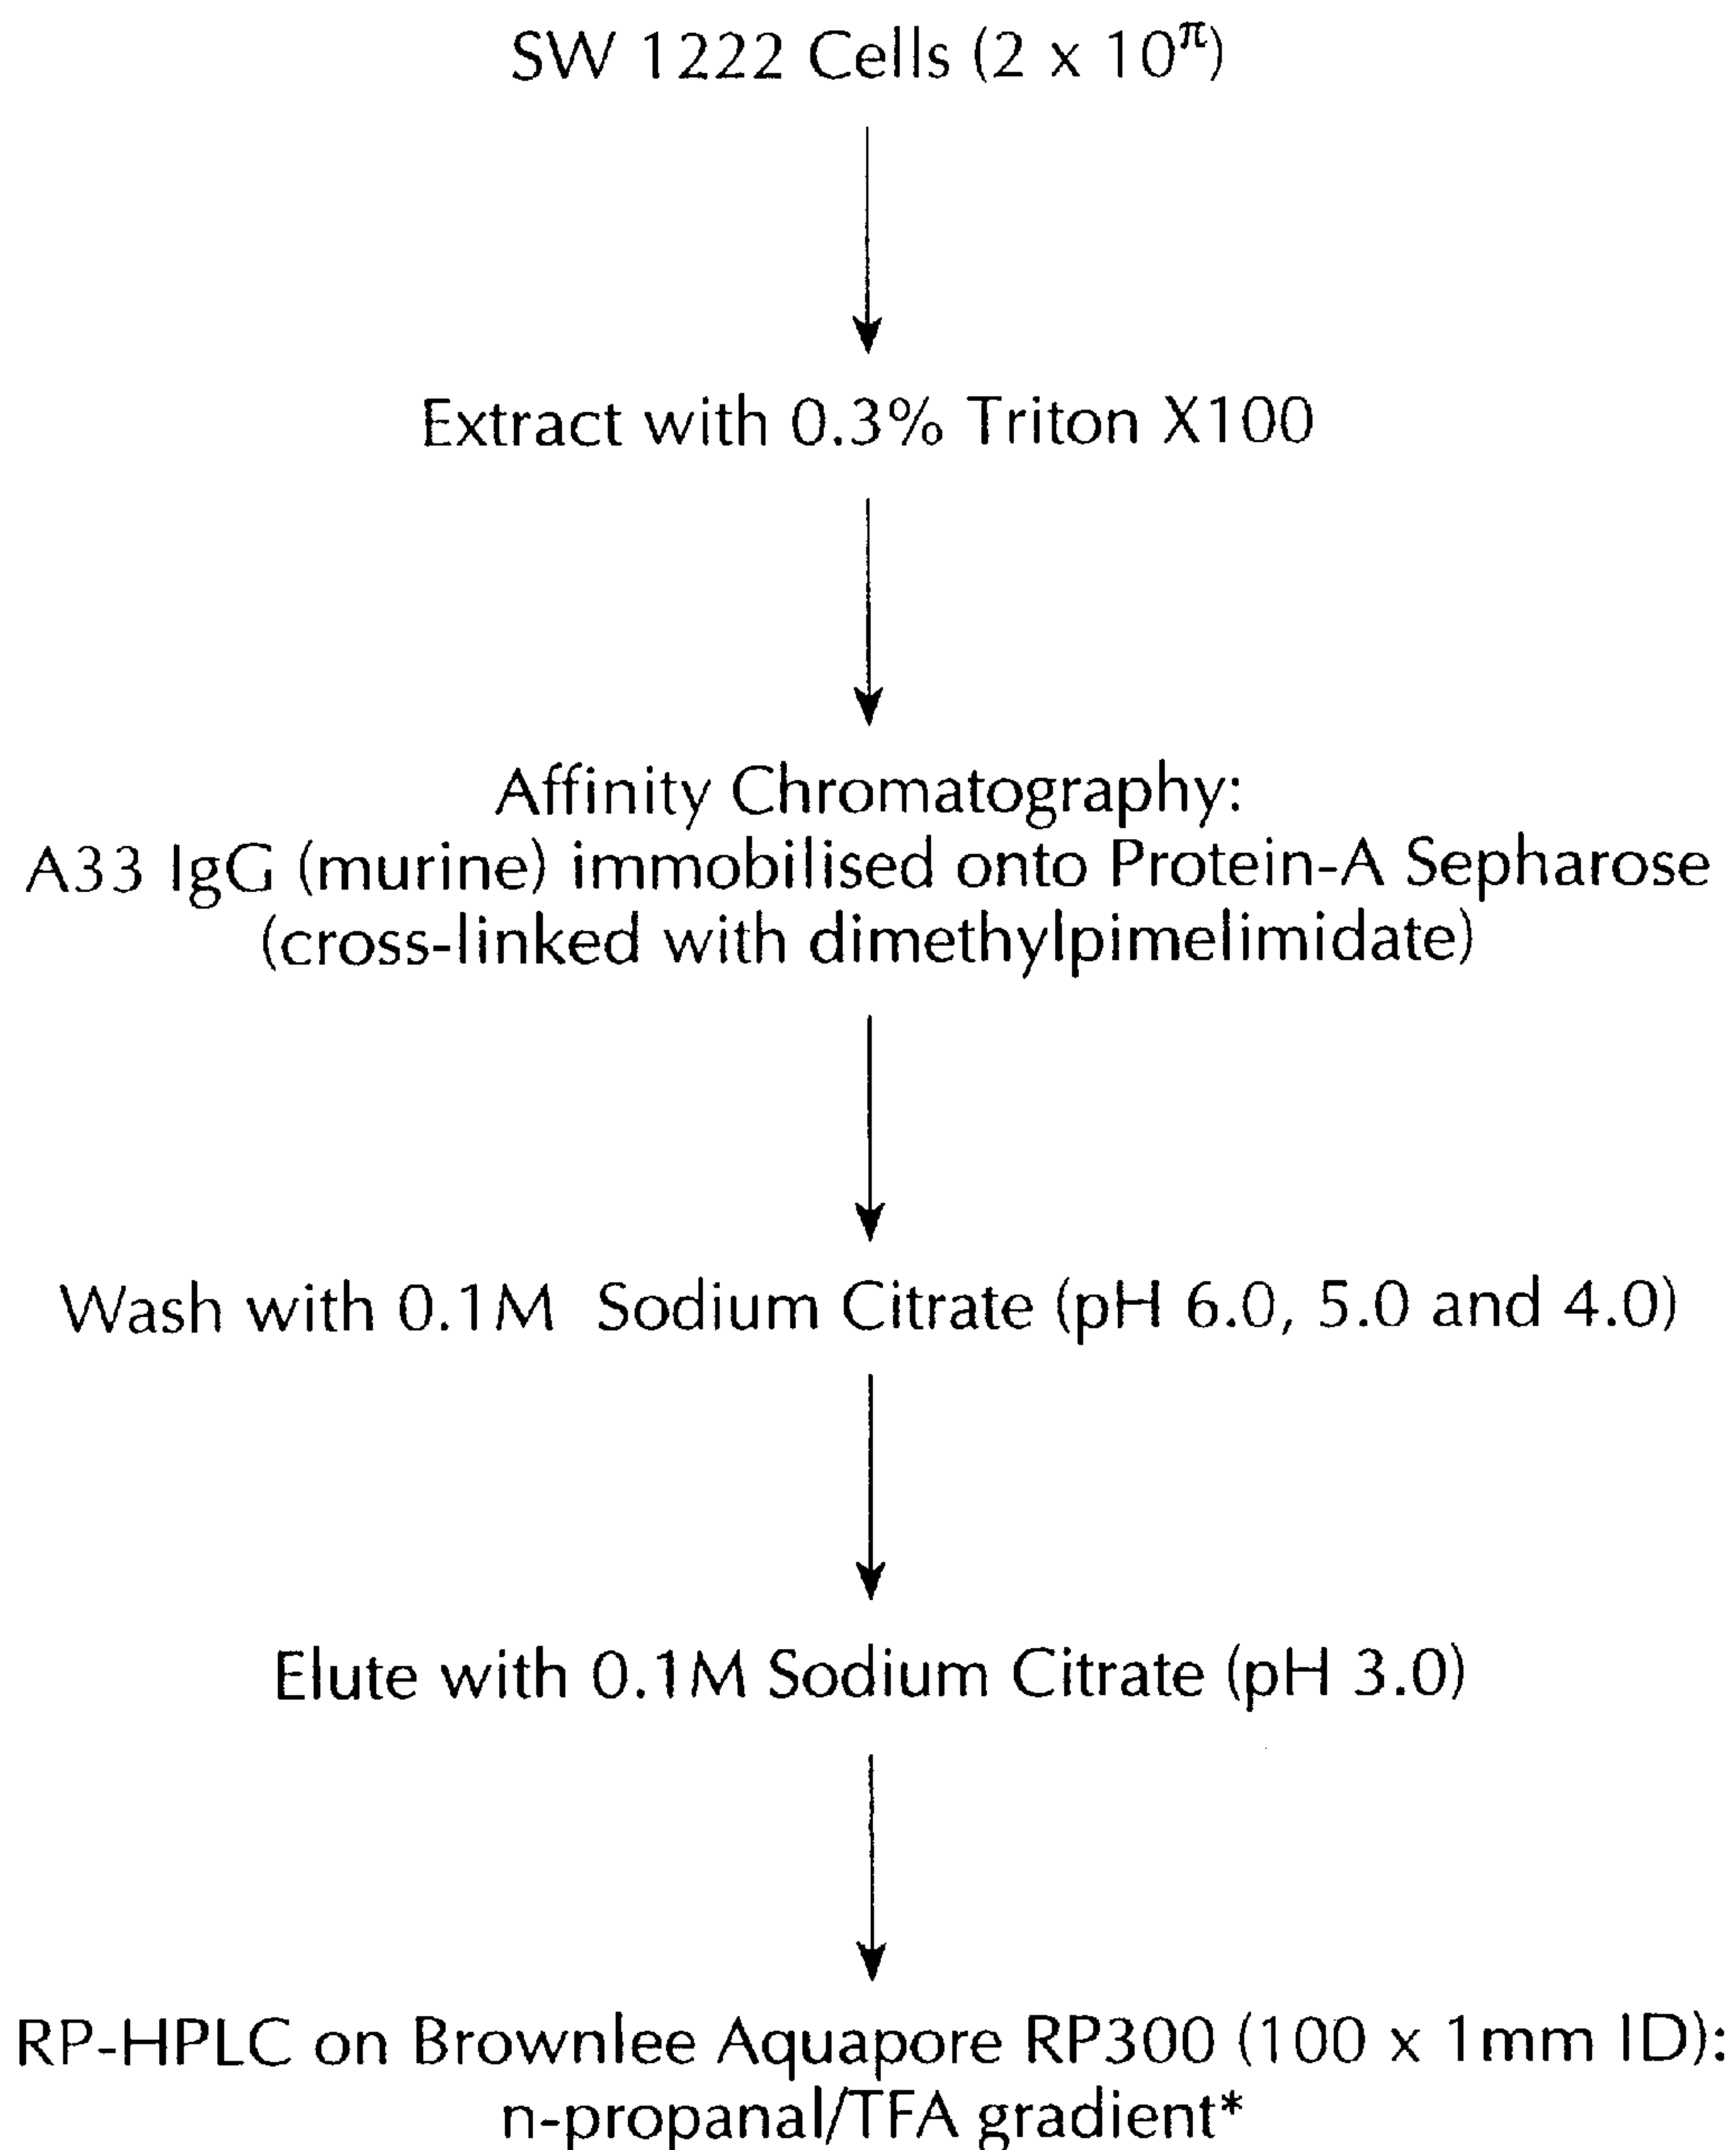 SW 1222 Cells (2 x 10^π)
Extract with 0.3% Triton X100
Affinity Chromatography:
A33 IgG (murine) immobilised onto Protein-A Sepharose
(cross-linked with dimethylpimelimidate)
Wash with 0.1M Sodium Citrate (pH 6.0, 5.0 and 4.0)
Elute with 0.1M Sodium Citrate (pH 3.0)
RP-HPLC on Brownlee Aquapore RP300 (100 x 1mm ID):
n-propanal/TFA gradient*